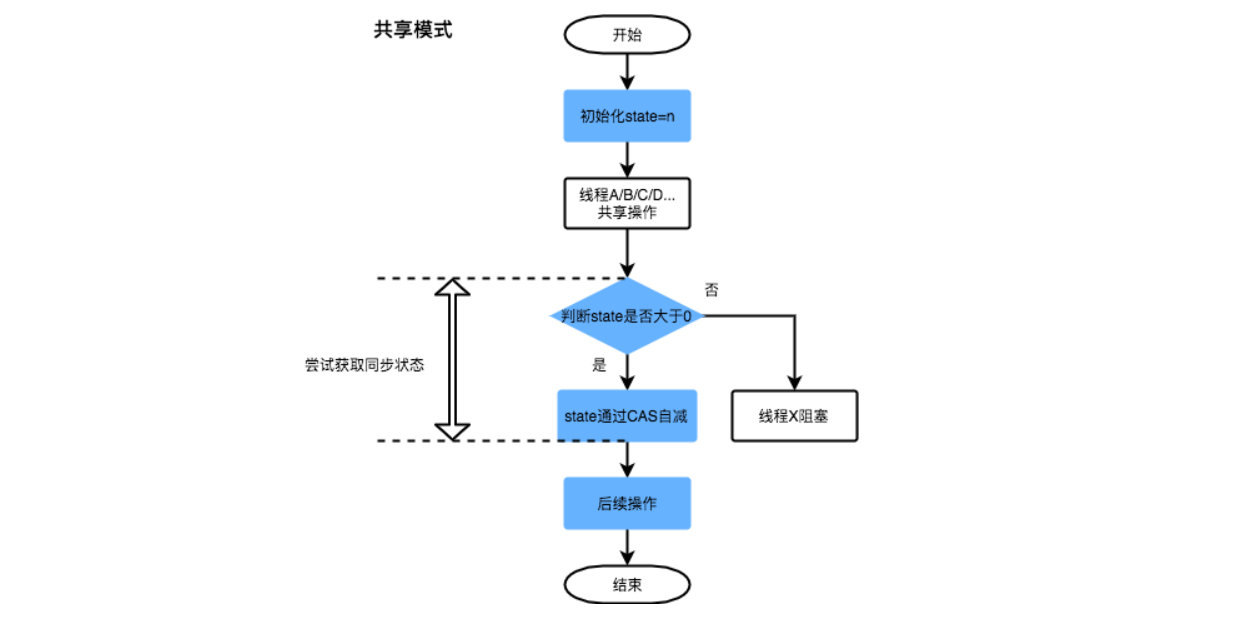 共享模式
开始
初始化state=n
线程A/B/C/D...
共享操作
判断state是否大于0
否
是
尝试获取同步状态
state通过CAS自减
线程X阻塞
后续操作
结束